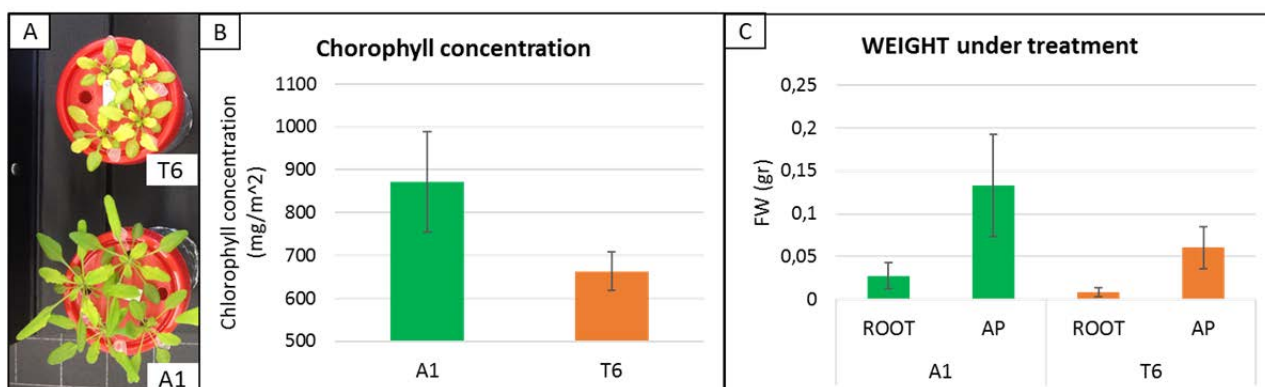 A
T6
A1
B
Chorophyll concentration
Chlorophyll concentration
(mg/m^2)
1100
1000
900
800
700
600
500
A1
T6
C
WEIGHT under treatment
FW (gr)
0,25
0,2
0,15
0,1
0,05
0
ROOT
AP
ROOT
AP
A1
T6